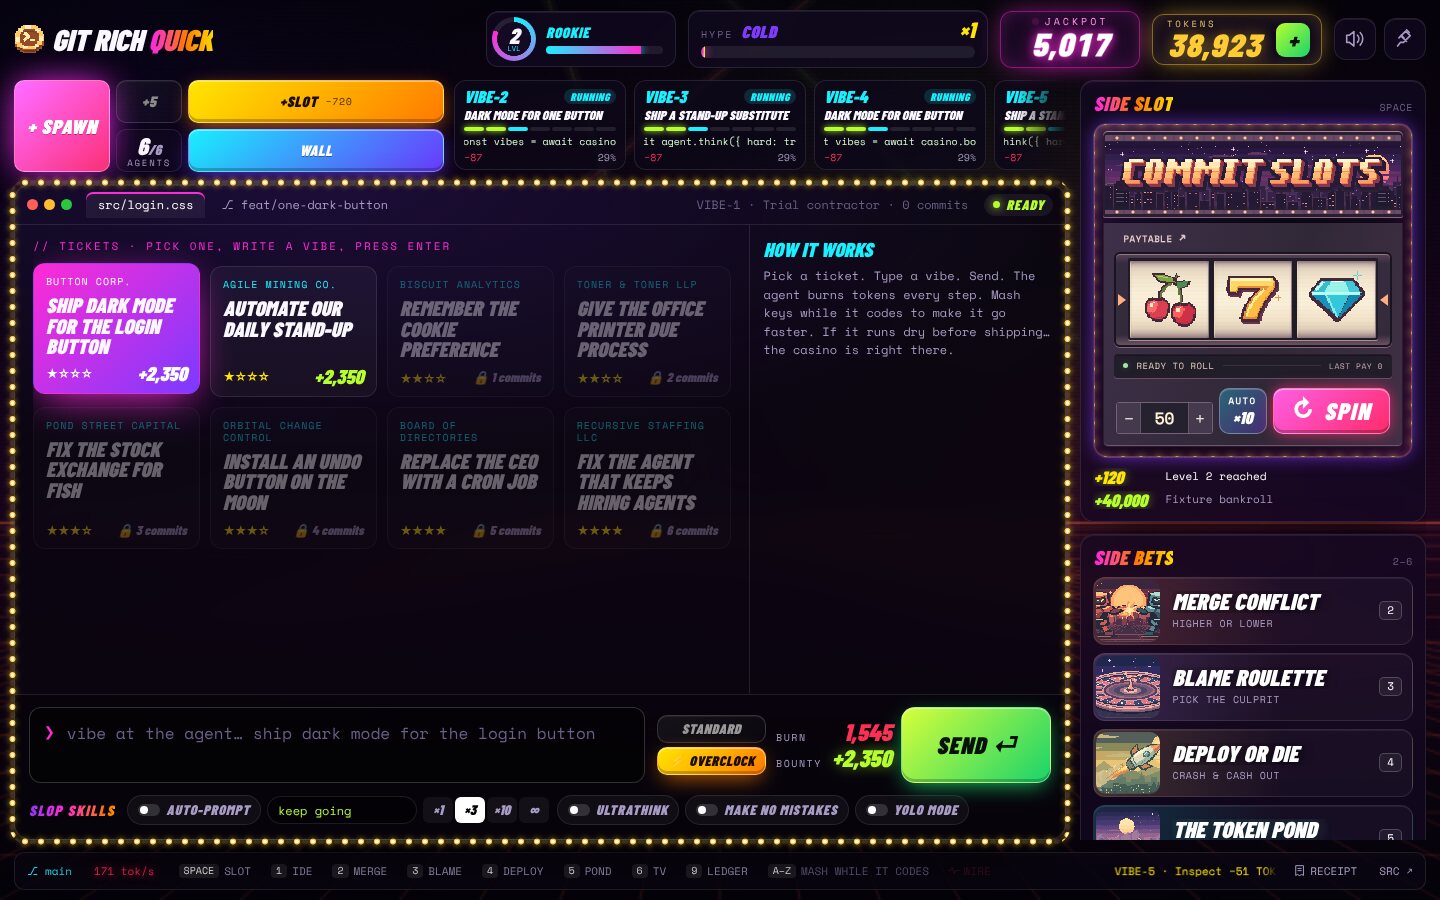 GIT RICH QUICK
2
LVL
ROOKIE
HYPE COLD ×1
JACKPOT
5,017
TOKENS
38,923
+
+ SPAWN
+5
6/6
AGENTS
+SLOT -720
WALL
VIBE-2 RUNNING
DARK MODE FOR ONE BUTTON
onst vibes = await casino
-87 29%
VIBE-3 RUNNING
SHIP A STAND-UP SUBSTITUTE
it agent.think({ hard: tr
-87 29%
VIBE-4 RUNNING
DARK MODE FOR ONE BUTTON
t vibes = await casino.bo
-87 29%
VIBE-5
SHIP A STAN
hink({ har
-87
src/login.css
feat/one-dark-button
VIBE-1 · Trial contractor · 0 commits
READY
// TICKETS · PICK ONE, WRITE A VIBE, PRESS ENTER
BUTTON CORP.
SHIP DARK MODE
FOR THE LOGIN
BUTTON
★☆☆☆ +2,350
AGILE MINING CO.
AUTOMATE OUR
DAILY STAND-UP
★☆☆☆ +2,350
BISCUIT ANALYTICS
REMEMBER THE
COOKIE
PREFERENCE
★★☆☆ 🔒 1 commits
TONER & TONER LLP
GIVE THE OFFICE
PRINTER DUE
PROCESS
★★☆☆ 🔒 2 commits
POND STREET CAPITAL
FIX THE STOCK
EXCHANGE FOR
FISH
★★★☆ 🔒 3 commits
ORBITAL CHANGE
CONTROL
INSTALL AN UNDO
BUTTON ON THE
MOON
★★★☆ 🔒 4 commits
BOARD OF
DIRECTORIES
REPLACE THE CEO
WITH A CRON JOB
★★★★ 🔒 5 commits
RECURSIVE STAFFING
LLC
FIX THE AGENT
THAT KEEPS
HIRING AGENTS
★★★★ 🔒 6 commits
HOW IT WORKS
Pick a ticket. Type a vibe. Send. The
agent burns tokens every step. Mash
keys while it codes to make it go
faster. If it runs dry before shipping…
the casino is right there.
❯ vibe at the agent… ship dark mode for the login button
STANDARD
⚡ OVERCLOCK
BURN 1,545
BOUNTY +2,350
SEND
SLOP SKILLS
AUTO-PROMPT
keep going
×1 ×3 ×10 ∞
ULTRATHINK
MAKE NO MISTAKES
YOLO MODE
SIDE SLOT SPACE
COMMIT SLOTS
PAYTABLE ↗
7
READY TO ROLL LAST PAY 0
− 50 +
AUTO
×10
SPIN
+120 Level 2 reached
+40,000 Fixture bankroll
SIDE BETS 2-6
MERGE CONFLICT
HIGHER OR LOWER
2
BLAME ROULETTE
PICK THE CULPRIT
3
DEPLOY OR DIE
CRASH & CASH OUT
4
THE TOKEN POND
5
main 171 tok/s SPACE SLOT 1 IDE 2 MERGE 3 BLAME 4 DEPLOY 5 POND 6 TV 9 LEDGER A-Z MASH WHILE IT CODES WIRE
VIBE-5 · Inspect -51 TOK
RECEIPT
SRC ↗